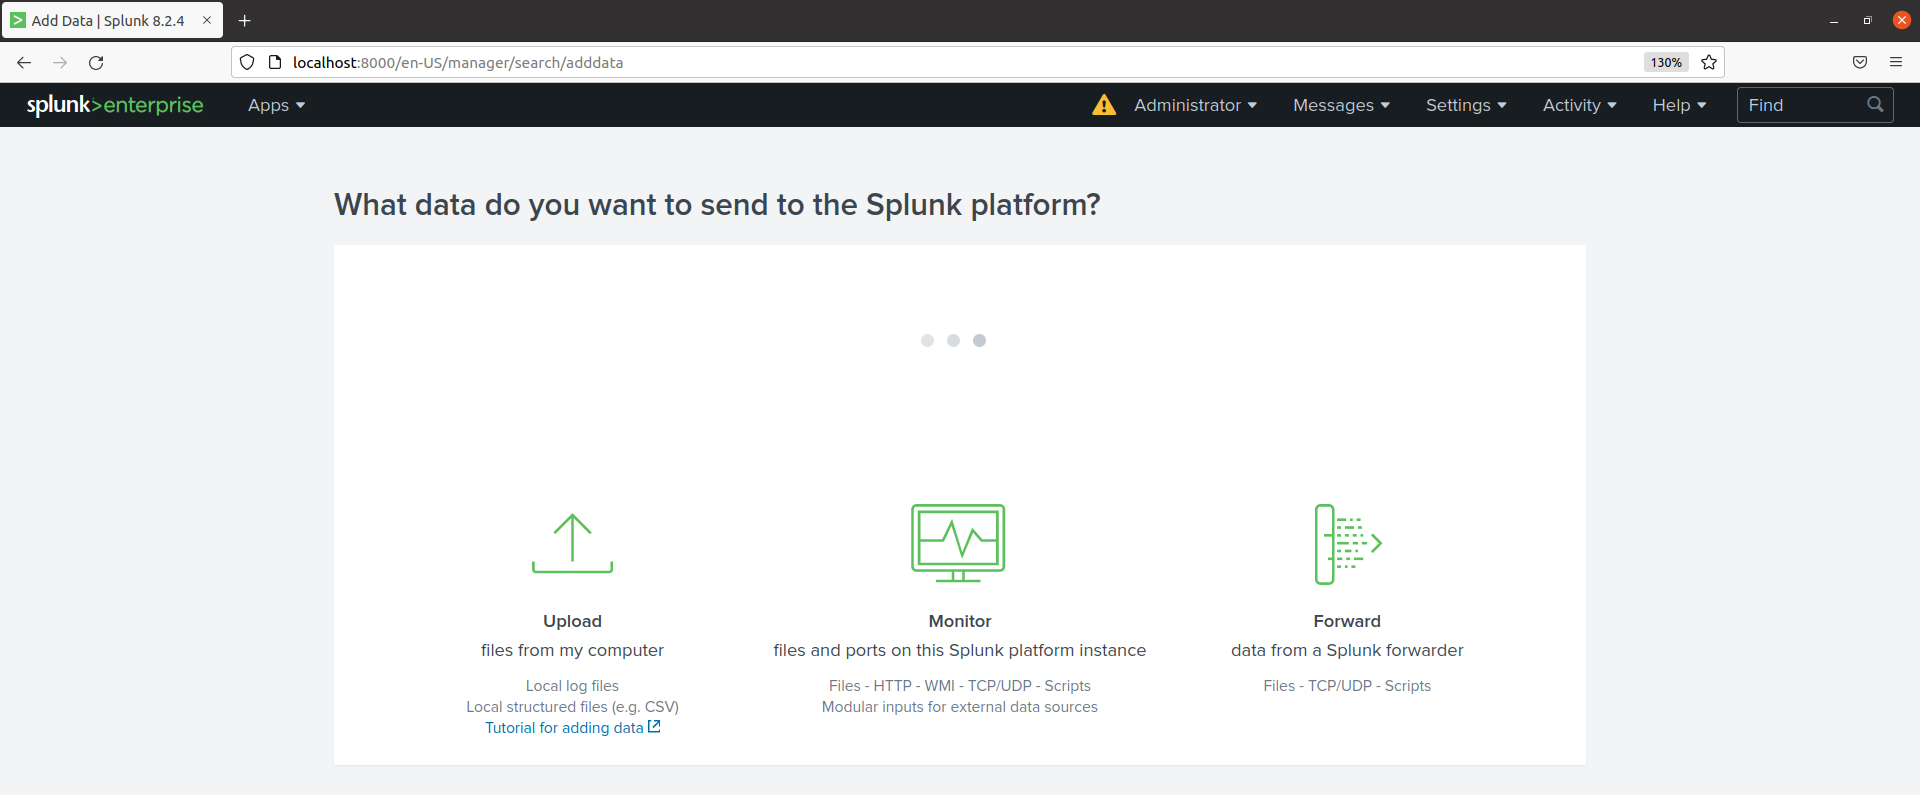 Add Data | Splunk 8.2.4
localhost:8000/en-US/manager/search/adddata
130%
splunk>enterprise
Apps
Administrator
Messages
Settings
Activity
Help
Find
What data do you want to send to the Splunk platform?
Upload
files from my computer
Local log files
Local structured files (e.g. CSV)
Tutorial for adding data
Monitor
files and ports on this Splunk platform instance
Files - HTTP - WMI - TCP/UDP - Scripts
Modular inputs for external data sources
Forward
data from a Splunk forwarder
Files - TCP/UDP - Scripts